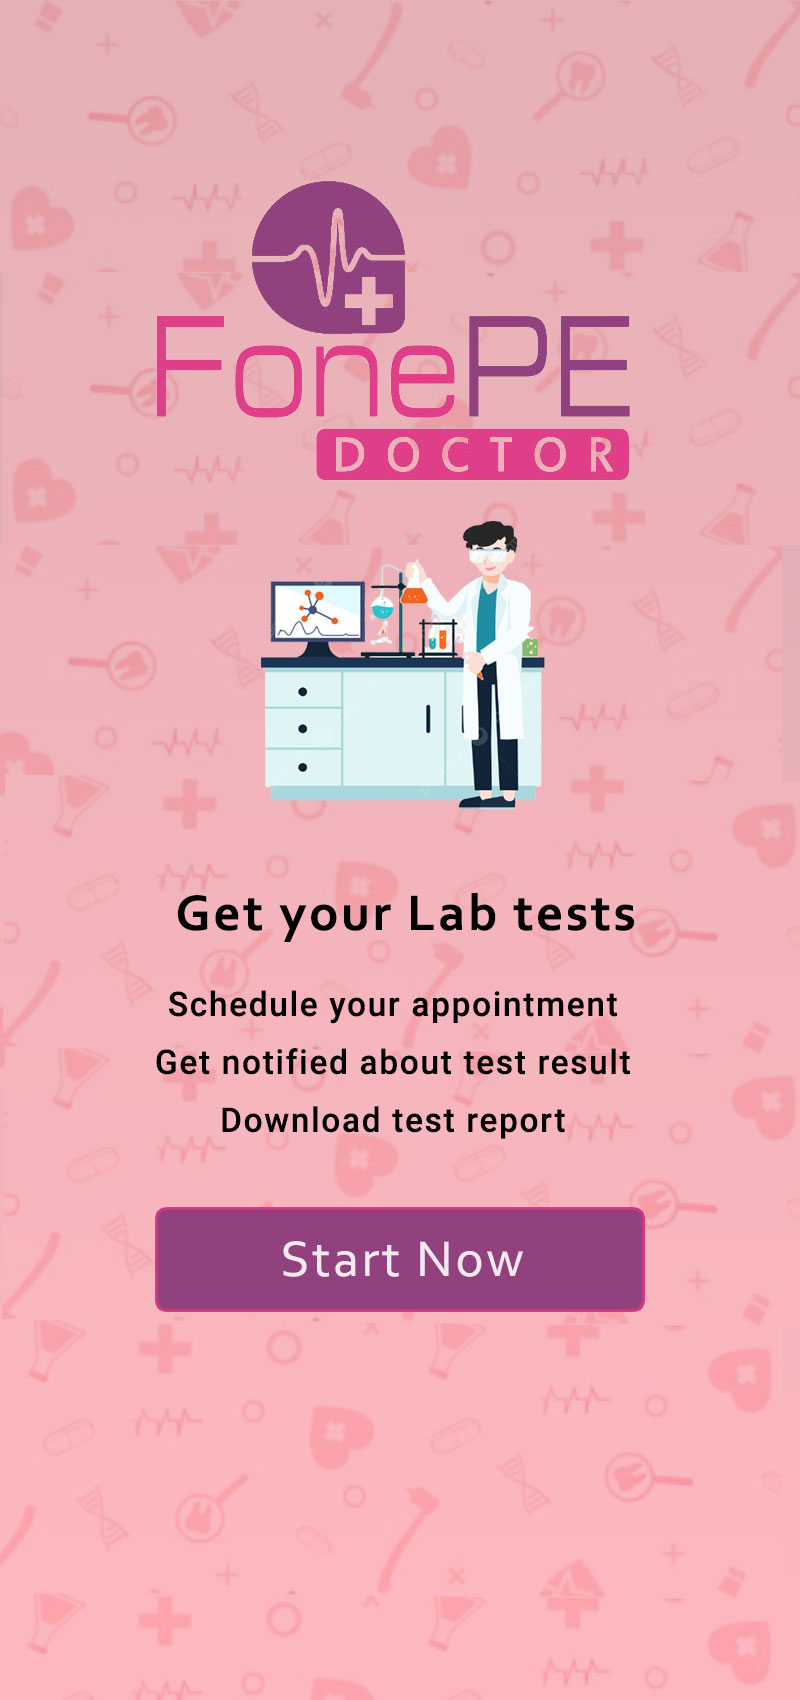 FonePE
DOCTOR
Get your Lab tests
Schedule your appointment
Get notified about test result
Download test report
Start Now